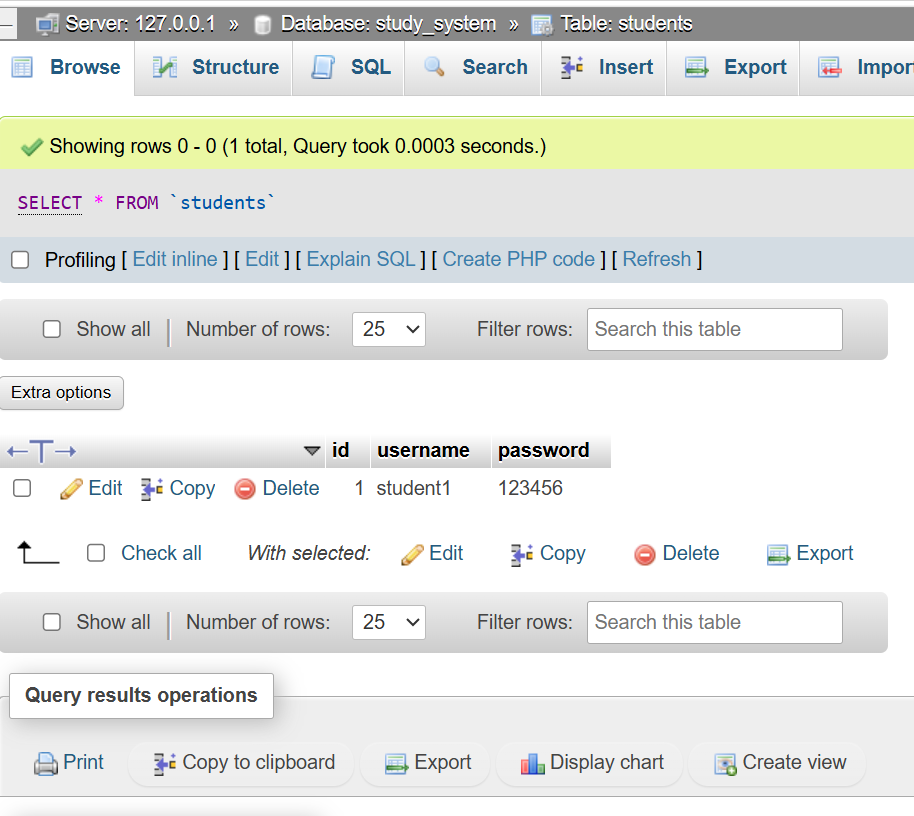 Server: 127.0.0.1 » Database: study_system » Table: students
Browse Structure SQL Search Insert Export Impor
Showing rows 0 - 0 (1 total, Query took 0.0003 seconds.)
SELECT * FROM `students`
Profiling [ Edit inline ] [ Edit ] [ Explain SQL ] [ Create PHP code ] [ Refresh ]
Show all | Number of rows: 25 Filter rows: Search this table
Extra options
←T→ id username password
Edit Copy Delete 1 student1 123456
Check all With selected: Edit Copy Delete Export
Show all | Number of rows: 25 Filter rows: Search this table
Query results operations
Print Copy to clipboard Export Display chart Create view